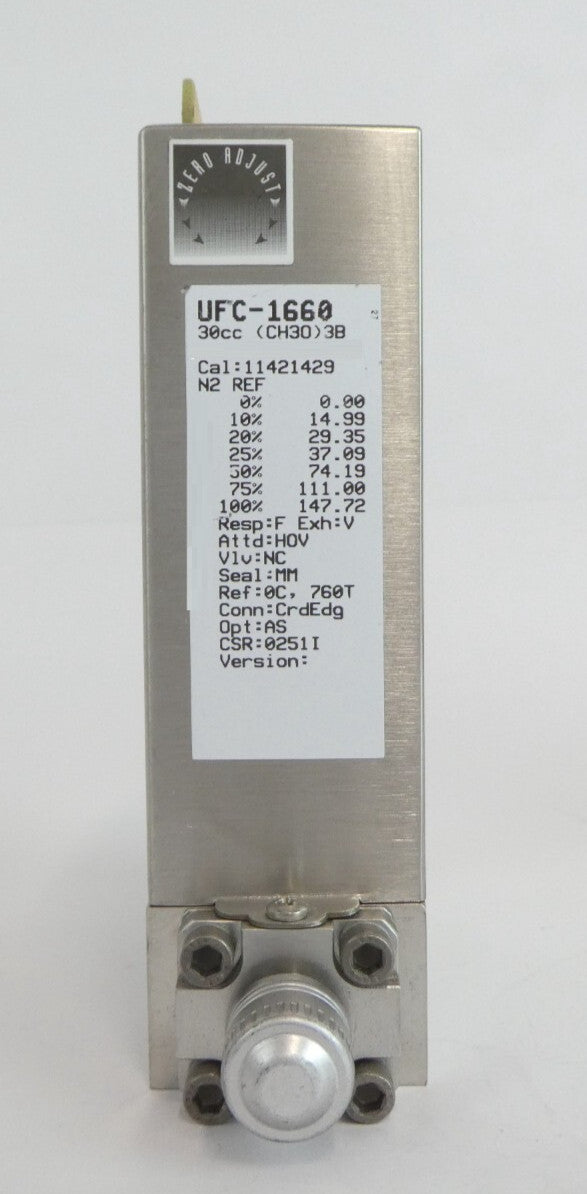 ZERO ADJUST
UFC-1660
30cc (CH3O)3B
Cal:11421429
N2 REF
0% 0.00
10% 14.99
20% 29.35
25% 37.09
50% 74.19
75% 111.00
100% 147.72
Resp:F Exh:V
Attd:HOV
Vlv:NC
Seal:MM
Ref:0C, 760T
Conn:CrdEdg
Opt:AS
CSR:0251I
Version: